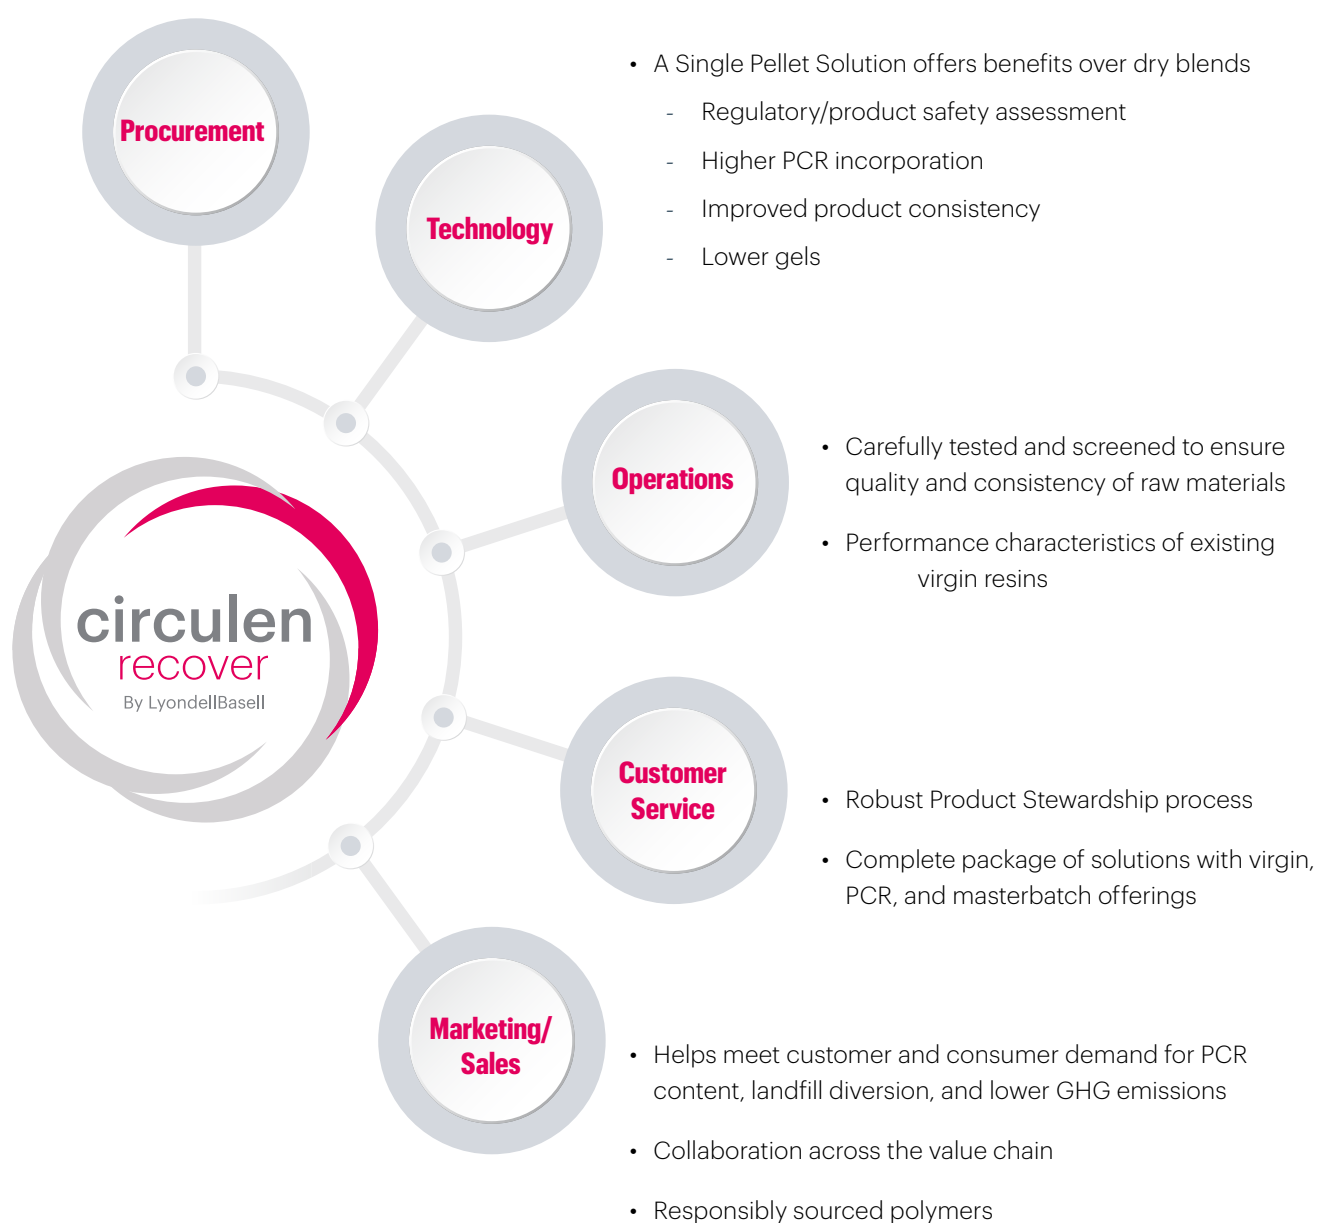 Procurement
• A Single Pellet Solution offers benefits over dry blends
- Regulatory/product safety assessment
- Higher PCR incorporation
- Improved product consistency
- Lower gels
Technology
Operations
• Carefully tested and screened to ensure
quality and consistency of raw materials
• Performance characteristics of existing
virgin resins
circulen
recover
By LyondellBasell
Customer
Service
• Robust Product Stewardship process
• Complete package of solutions with virgin,
PCR, and masterbatch offerings
Marketing/
Sales
• Helps meet customer and consumer demand for PCR
content, landfill diversion, and lower GHG emissions
• Collaboration across the value chain
• Responsibly sourced polymers